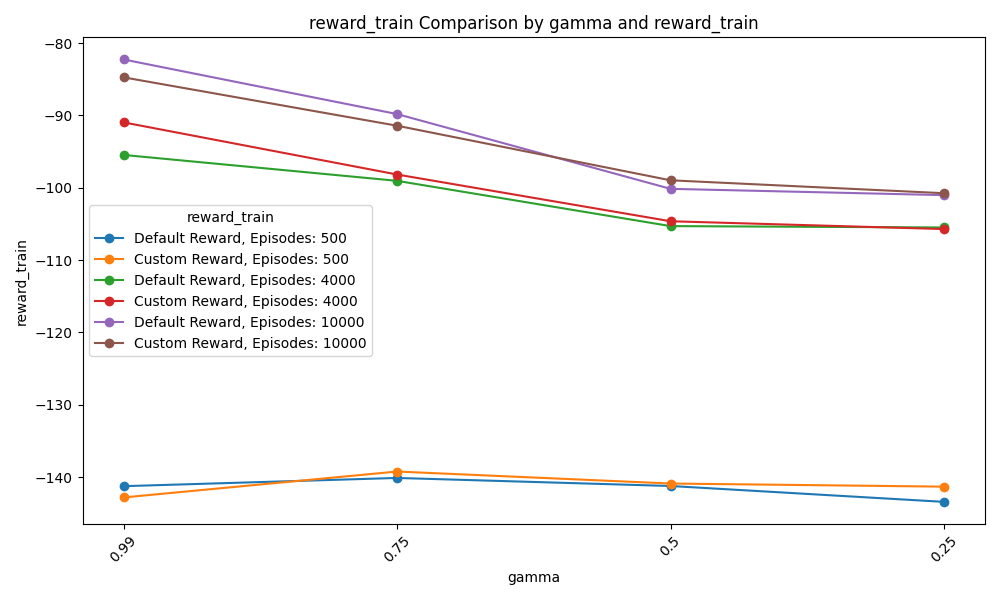 reward_train Comparison by gamma and reward_train
−80
−90
−100
−110
−120
−130
−140
reward_train
reward_train
Default Reward, Episodes: 500
Custom Reward, Episodes: 500
Default Reward, Episodes: 4000
Custom Reward, Episodes: 4000
Default Reward, Episodes: 10000
Custom Reward, Episodes: 10000
0.99
0.75
0.5
0.25
gamma